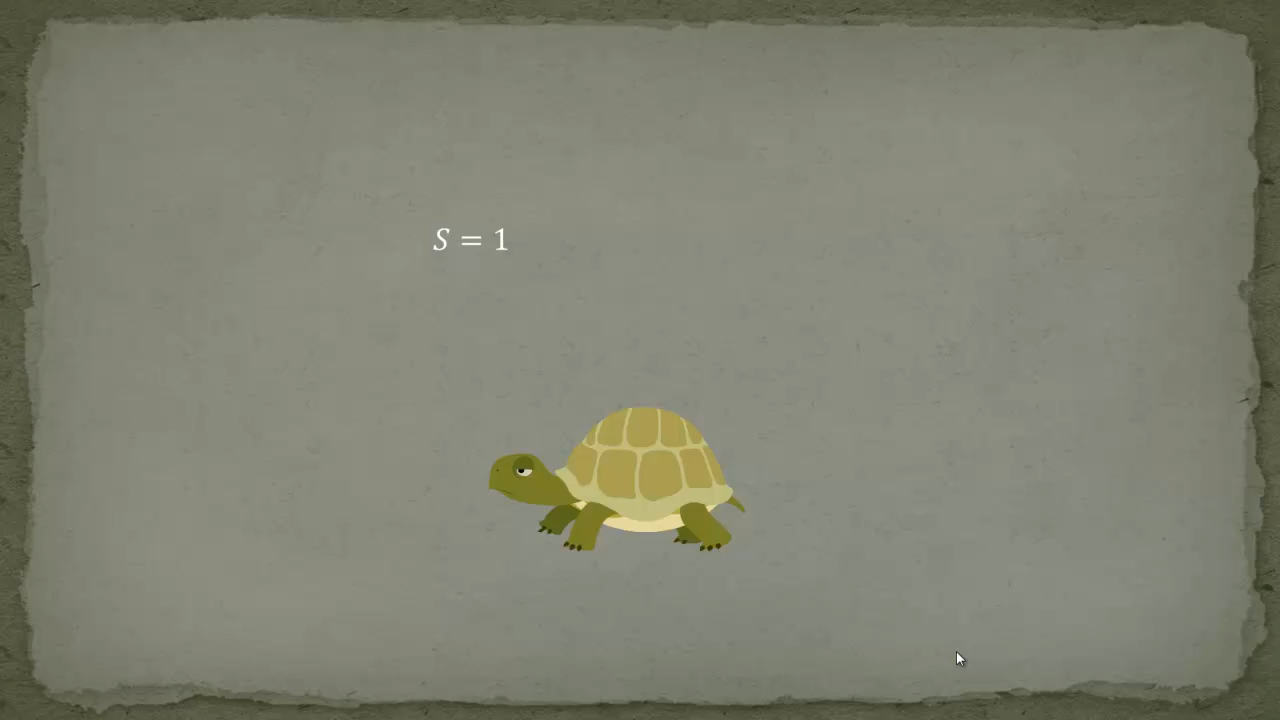 S = 1